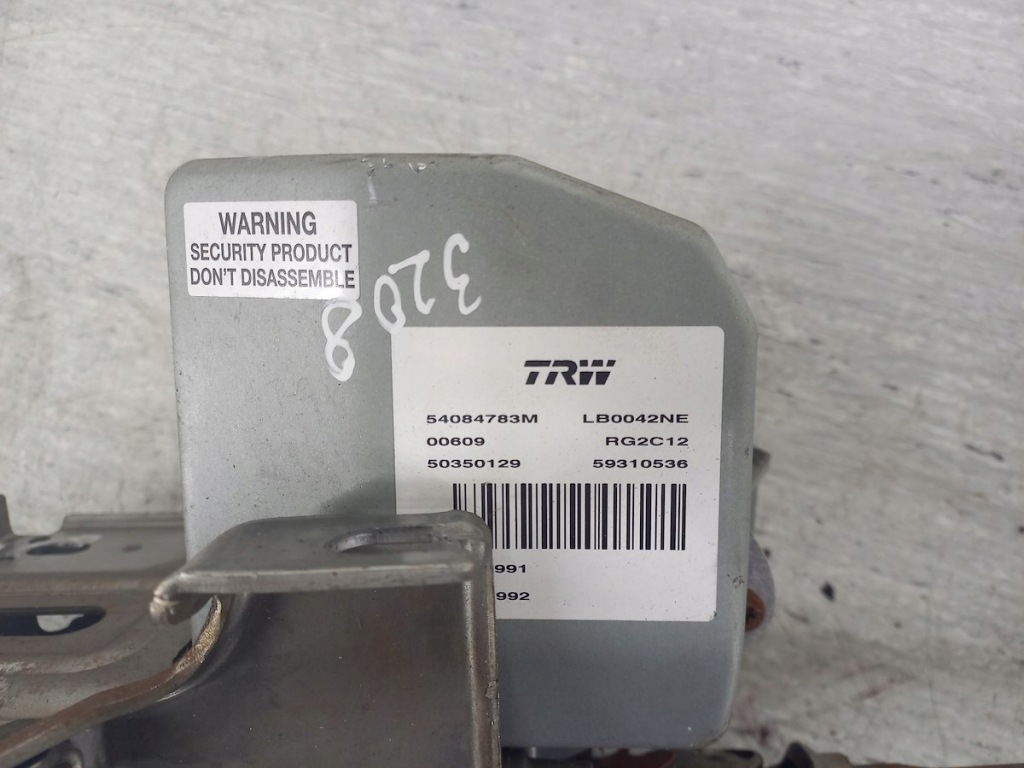 WARNING
SECURITY PRODUCT
DON'T DISASSEMBLE
3208
TRW
54084783M LB0042NE
00609 RG2C12
50350129 59310536
991
992